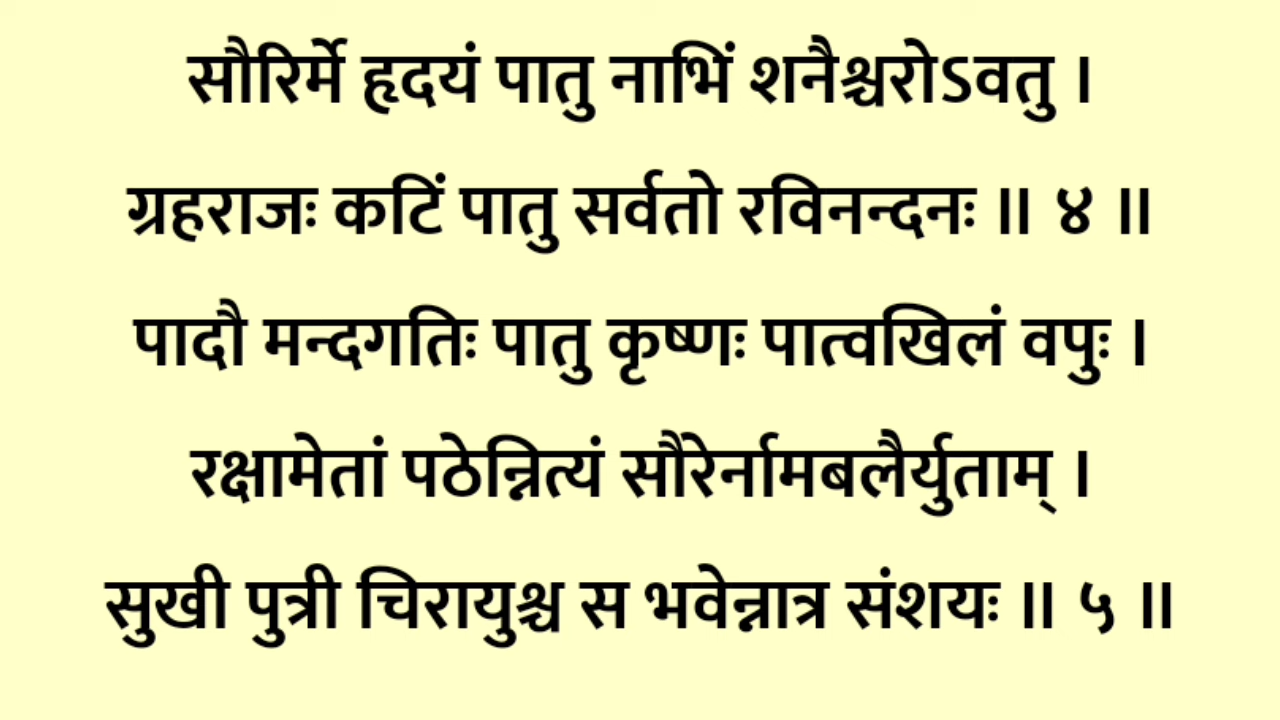 सौरिर्मे हृदयं पातु नाभिं शनैश्चरोऽवतु ।
ग्रहराजः कटिं पातु सर्वतो रविनन्दनः ॥ ४ ॥
पादौ मन्दगतिः पातु कृष्णः पात्वखिलं वपुः ।
रक्षामेतां पठेन्नित्यं सौरेर्नामबलैर्युताम् ।
सुखी पुत्री चिरायुश्च स भवेन्नात्र संशयः ॥ ५ ॥